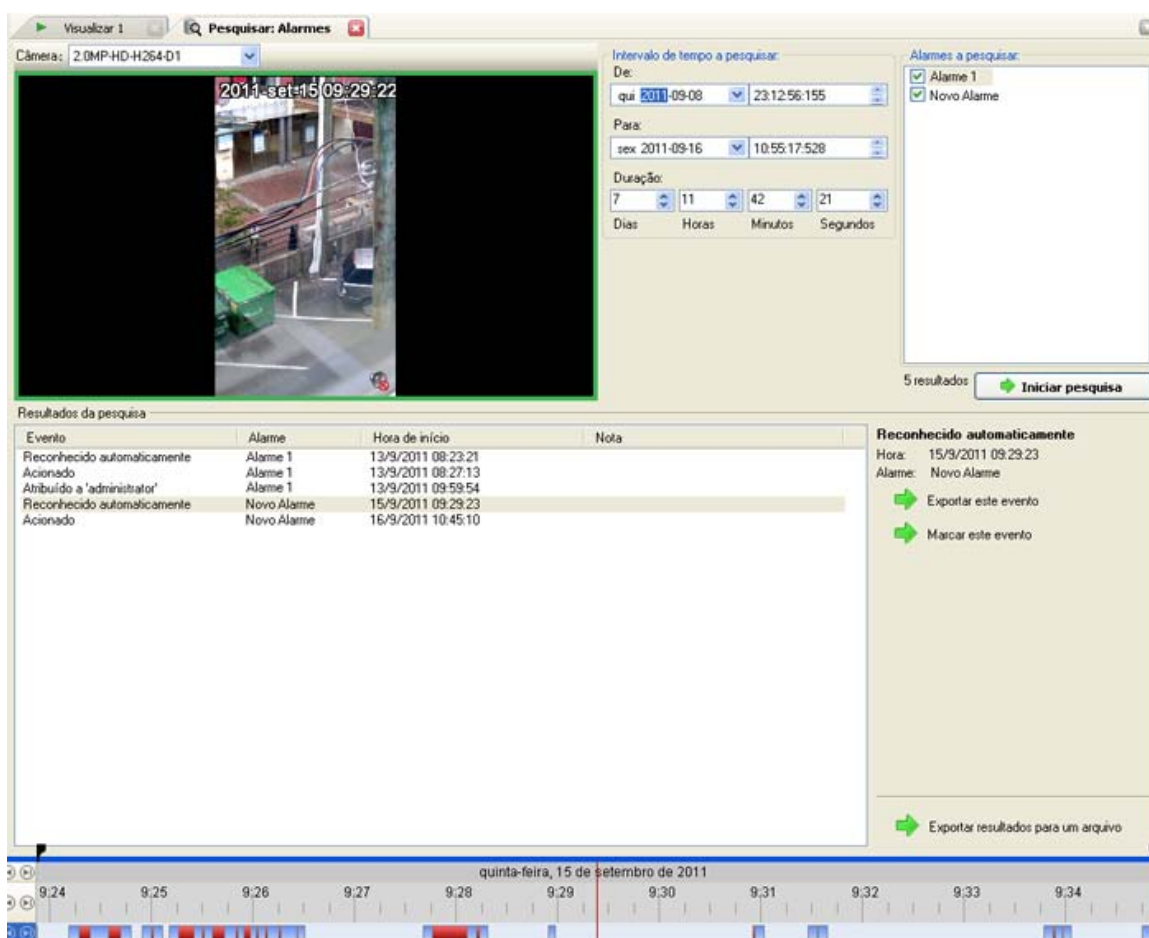 Visualizar 1
Pesquisar: Alarmes
Câmera: 2.0MP-HD-H264-D1
2011-set-15 09:29:22
Intervalo de tempo a pesquisar:
De:
qui 2011-09-08 23:12:56:155
Para:
sex 2011-09-16 10:55:17:528
Duração:
7 11 42 21
Dias Horas Minutos Segundos
Alarmes a pesquisar:
Alarme 1
Novo Alarme
5 resultados
Iniciar pesquisa
Resultados da pesquisa
Evento Alarme Hora de início Nota
Reconhecido automaticamente Alarme 1 13/9/2011 08:23:21
Acionado Alarme 1 13/9/2011 08:27:13
Atribuído a 'administrator' Alarme 1 13/9/2011 09:59:54
Reconhecido automaticamente Novo Alarme 15/9/2011 09:29:23
Acionado Novo Alarme 16/9/2011 10:45:10
Reconhecido automaticamente
Hora: 15/9/2011 09:29:23
Alarme: Novo Alarme
Exportar este evento
Marcar este evento
Exportar resultados para um arquivo
quinta-feira, 15 de setembro de 2011
9:24 9:25 9:26 9:27 9:28 9:29 9:30 9:31 9:32 9:33 9:34